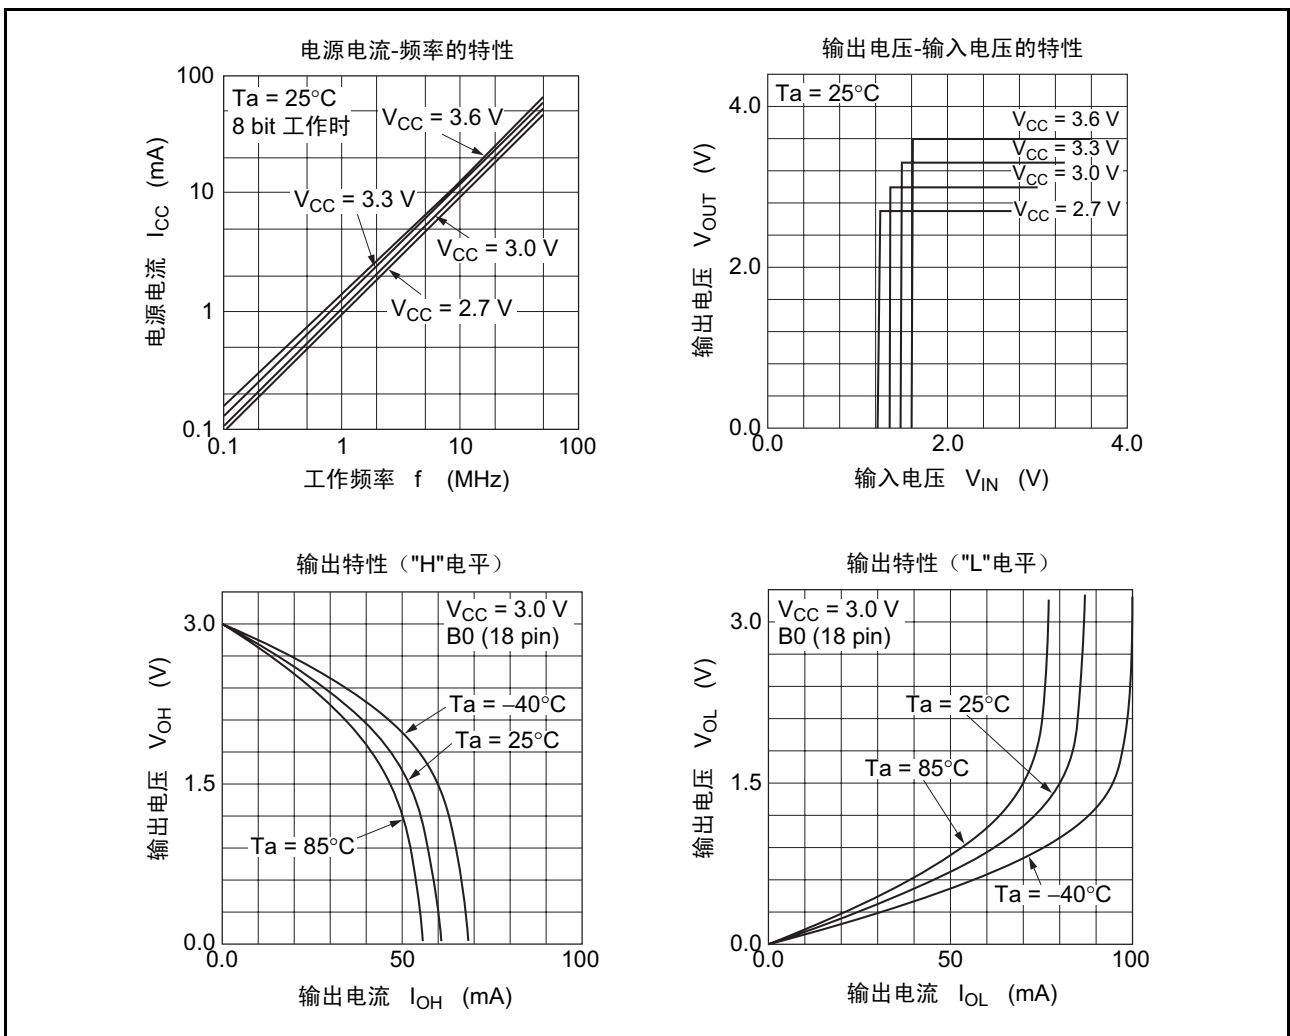 电源电流-频率的特性
100
10
1
0.1
电源电流 ICC (mA)
Ta = 25°C
8 bit 工作时
VCC = 3.6 V
VCC = 3.3 V
VCC = 3.0 V
VCC = 2.7 V
0.1 1 10 100
工作频率 f (MHz)
输出电压-输入电压的特性
4.0
2.0
0.0
输出电压 VOUT (V)
Ta = 25°C
VCC = 3.6 V
VCC = 3.3 V
VCC = 3.0 V
VCC = 2.7 V
0.0 2.0 4.0
输入电压 VIN (V)
输出特性（"H"电平）
3.0
1.5
0.0
输出电压 VOH (V)
VCC = 3.0 V
B0 (18 pin)
Ta = –40°C
Ta = 25°C
Ta = 85°C
0.0 50 100
输出电流 IOH (mA)
输出特性（"L"电平）
3.0
1.5
0.0
输出电压 VOL (V)
VCC = 3.0 V
B0 (18 pin)
Ta = 25°C
Ta = 85°C
Ta = –40°C
0.0 50 100
输出电流 IOL (mA)